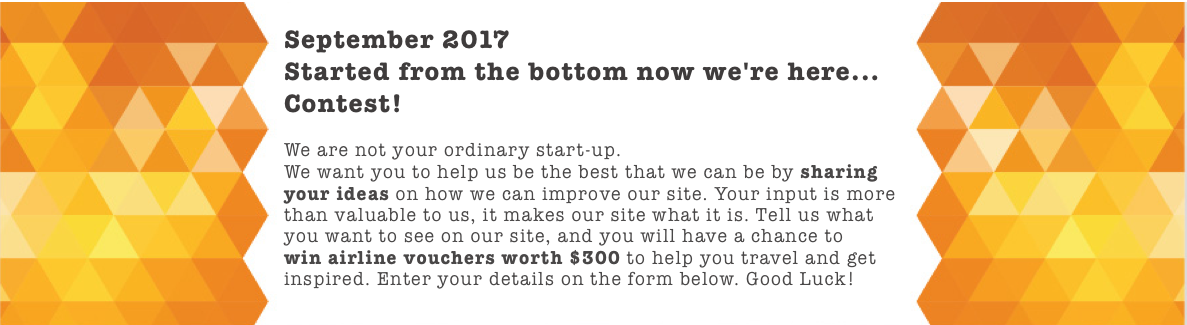 September 2017
Started from the bottom now we're here...
Contest!
We are not your ordinary start-up.
We want you to help us be the best that we can be by sharing
your ideas on how we can improve our site. Your input is more
than valuable to us, it makes our site what it is. Tell us what
you want to see on our site, and you will have a chance to
win airline vouchers worth $300 to help you travel and get
inspired. Enter your details on the form below. Good Luck!